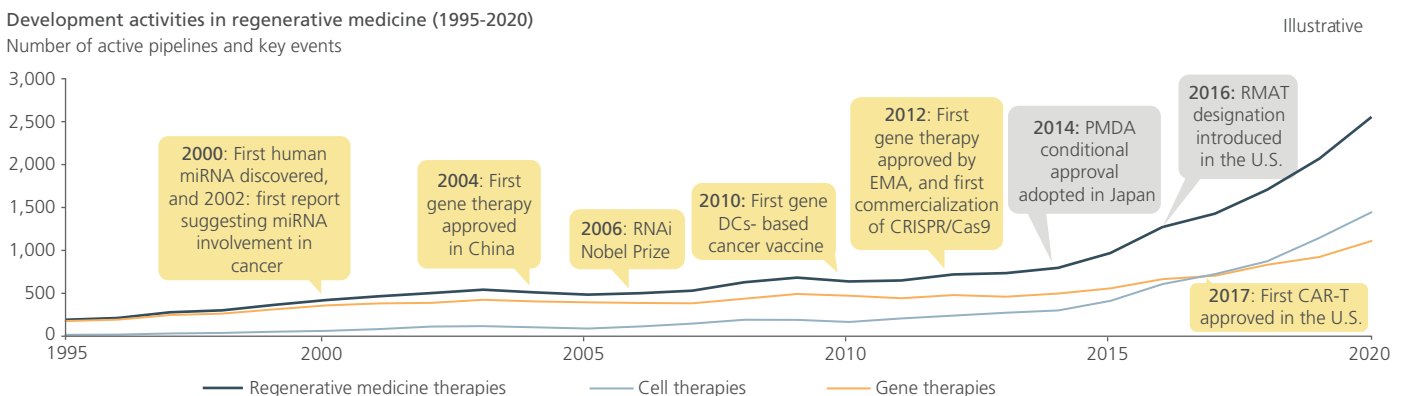 Development activities in regenerative medicine (1995-2020)
Illustrative
Number of active pipelines and key events
3,000
2,500
2,000
1,500
1,000
500
0
2000: First human
miRNA discovered,
and 2002: first report
suggesting miRNA
involvement in
cancer
2004: First
gene therapy
approved
in China
2006: RNAi
Nobel Prize
2010: First gene
DCs- based
cancer vaccine
2012: First
gene therapy
approved by
EMA, and first
commercialization
of CRISPR/Cas9
2014: PMDA
conditional
approval
adopted in Japan
2016: RMAT
designation
introduced
in the U.S.
2017: First CAR-T
approved in the U.S.
1995
2000
2005
2010
2015
2020
Regenerative medicine therapies
Cell therapies
Gene therapies